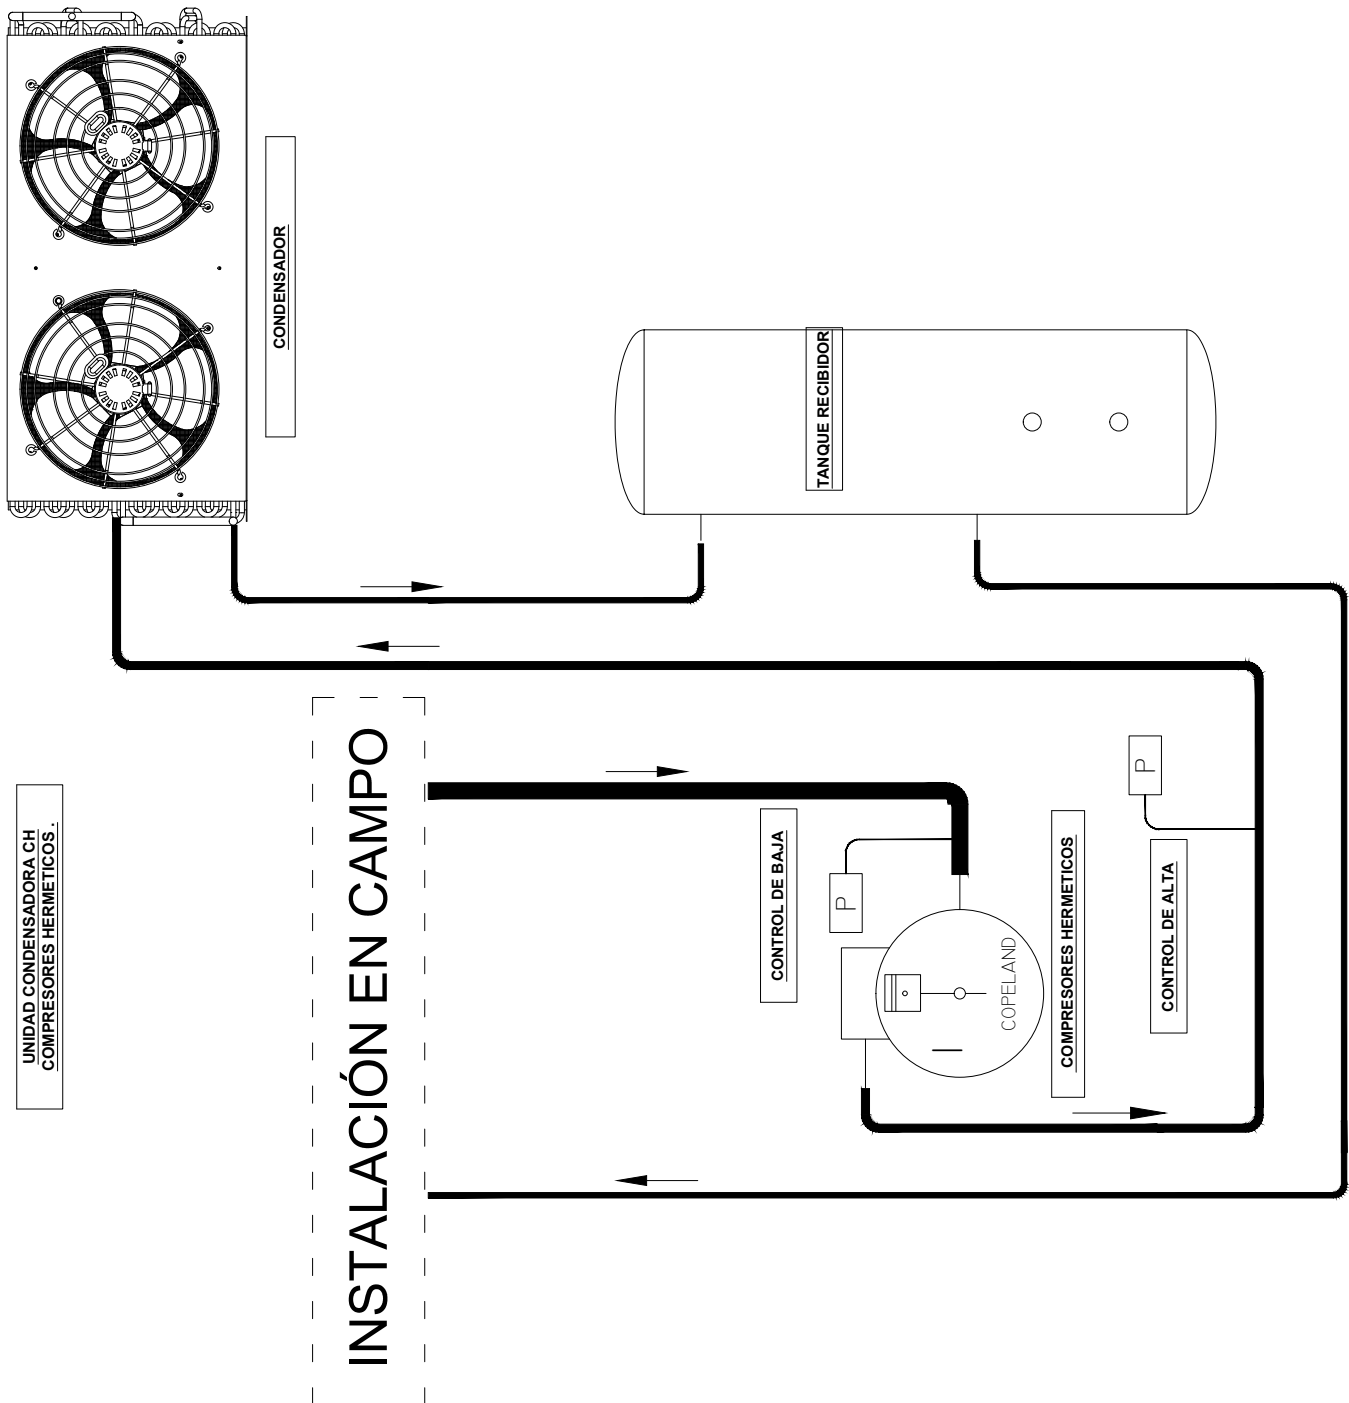 CONDENSADOR
TANQUE RECIBIDOR
UNIDAD CONDENSADORA CH
COMPRESORES HERMETICOS .
INSTALACIÓN EN CAMPO
CONTROL DE BAJA
P
COPELAND
COMPRESORES HERMETICOS
P
CONTROL DE ALTA